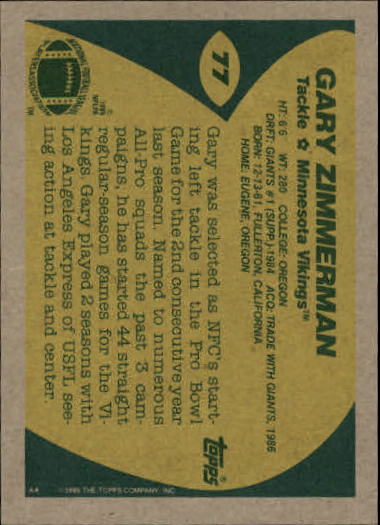 77
GARY ZIMMERMAN
Tackle ☆ Minnesota Vikings™
HT: 6'5 WT: 280 COLLEGE: OREGON
DRFT: GIANTS #1 (SUPP.)-1984 ACQ: TRADE WITH GIANTS, 1986
BORN: 12-13-61, FULLERTON, CALIFORNIA
HOME: EUGENE, OREGON
Gary was selected as NFC's start-
ing left tackle in the Pro Bowl
Game for the 2nd consecutive year
last season. Named to numerous
All-Pro squads the past 3 cam-
paigns, he has started 44 straight
regular-season games for the Vi-
kings. Gary played 2 seasons with
Los Angeles Express of USFL see-
ing action at tackle and center.
topps
©1989 THE TOPPS COMPANY, INC.